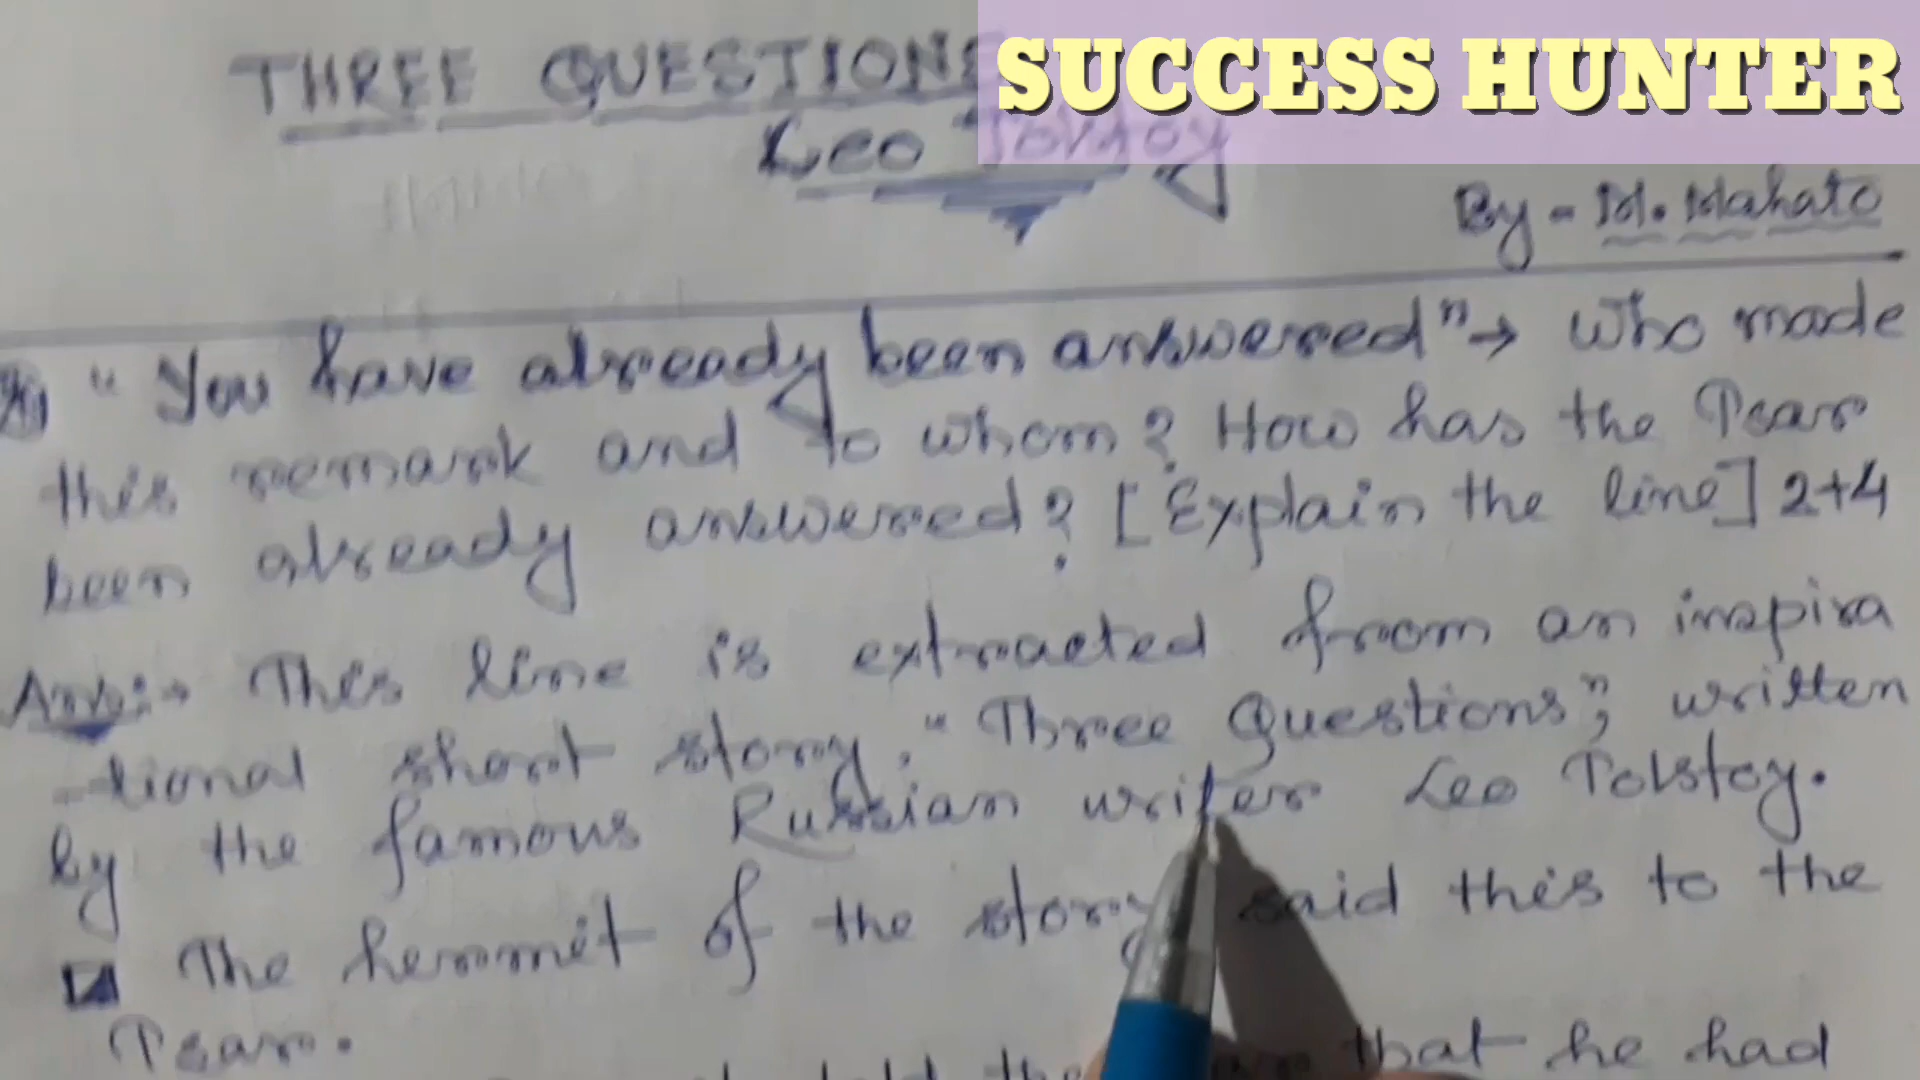 SUCCESS HUNTER
THREE QUESTIONS
Leo Tolstoy
By - M. Mahato
"You have already been answered" → Who made
this remark and to whom? How has the Tsar
been already answered? [Explain the line] 2+4
Ans:→ This line is extracted from an inspira
-tional short story, "Three Questions", written
by the famous Russian writer Leo Tolstoy.
The hermit of the story said this to the
Tsar.
that he had